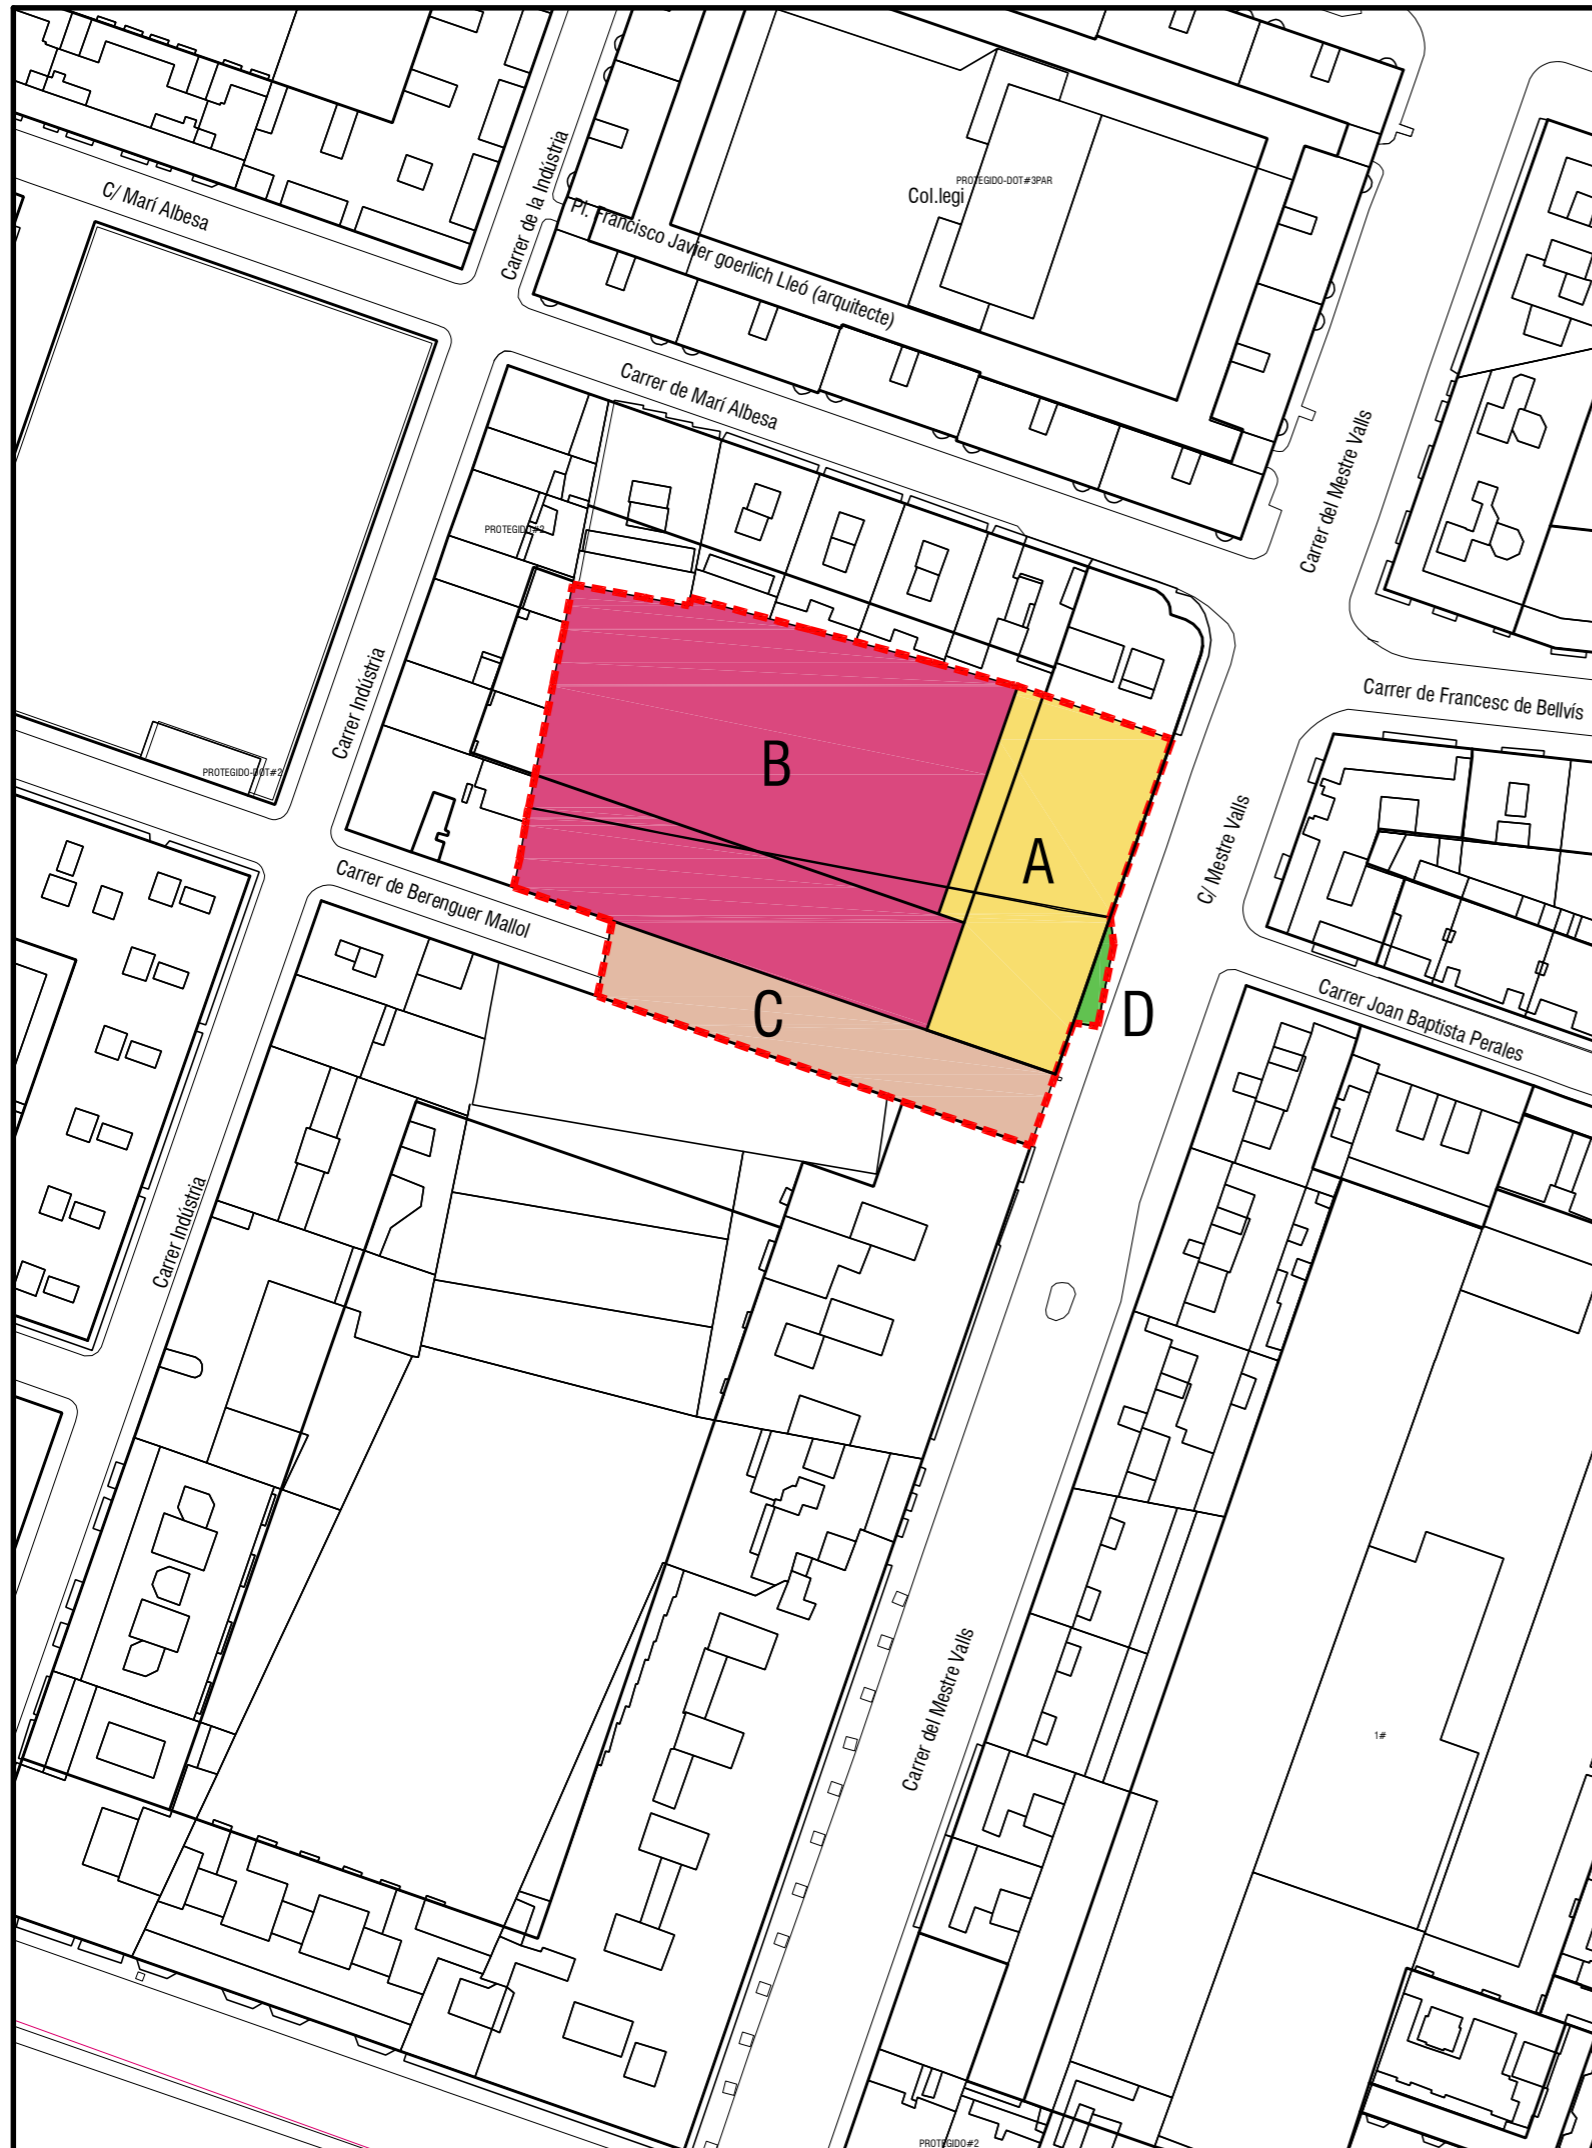 C/ Marí Albesa
Carrer de la Indústria
Pl. Francisco Javier goerlich Lleó (arquitecte)
Col.legi
PROTEGIDO-DOT#3PAR
Carrer de Marí Albesa
Carrer del Mestre Valls
PROTEGIDO#2
Carrer Indústria
PROTEGIDO-DOT#2
Carrer de Francesc de Bellvís
B
A
C/ Mestre Valls
Carrer de Berenguer Mallol
C
D
Carrer Joan Baptista Perales
Carrer Indústria
Carrer del Mestre Valls
1#
PROTEGIDO#2